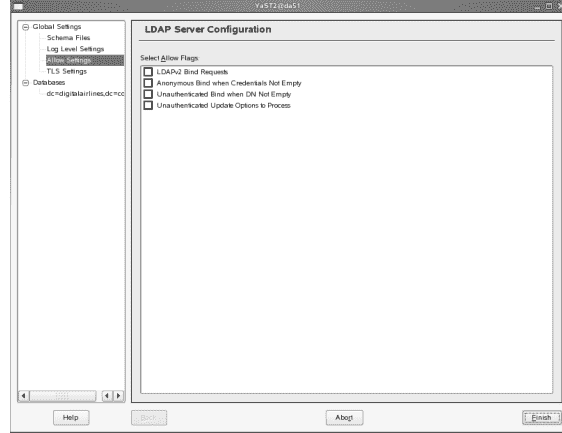 YaST2@da51
Global Settings
Schema Files
Log Level Settings
Allow Settings
TLS Settings
Databases
dc=digitalairlines,dc=co
LDAP Server Configuration
Select Allow Flags:
LDAPv2 Bind Requests
Anonymous Bind when Credentials Not Empty
Unauthenticated Bind when DN Not Empty
Unauthenticated Update Options to Process
Help
Back
Abort
Finish